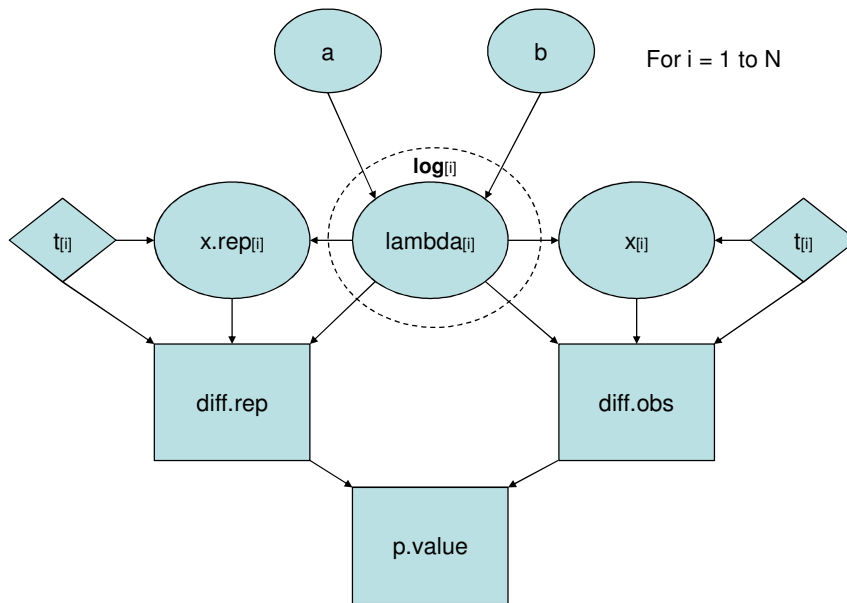 a
b
For i = 1 to N
log[i]
t[i]
x.rep[i]
lambda[i]
x[i]
t[i]
diff.rep
diff.obs
p.value